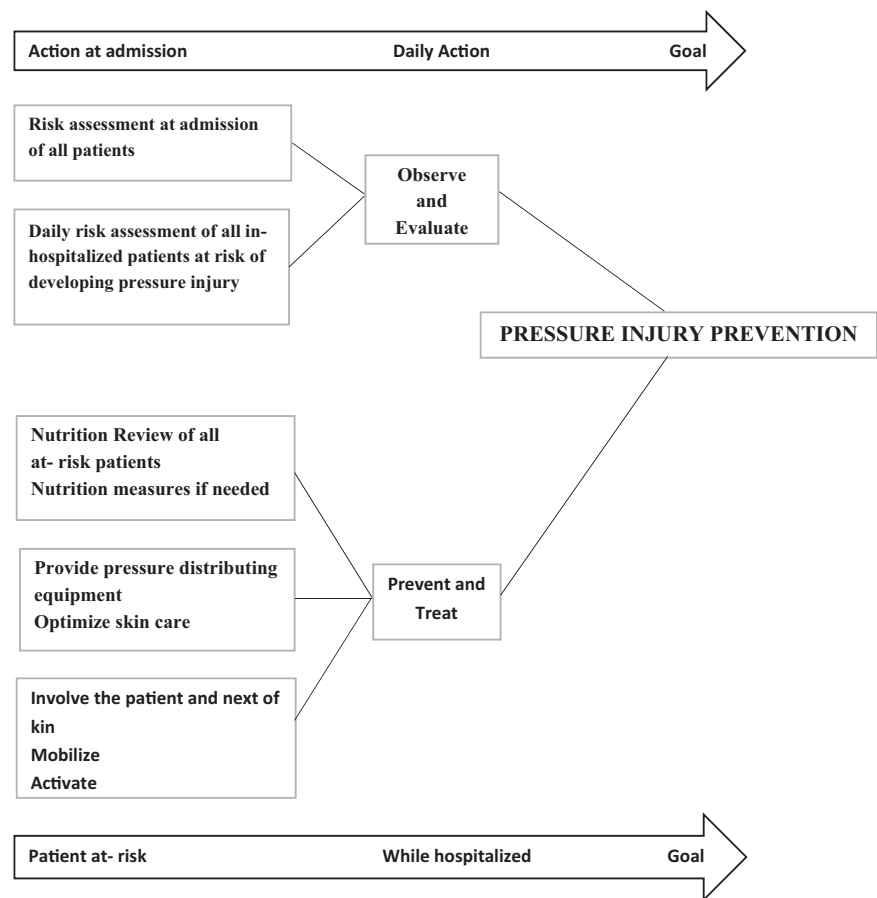 Action at admission Daily Action Goal
Risk assessment at admission
of all patients
Observe
and
Evaluate
Daily risk assessment of all in-
hospitalized patients at risk of
developing pressure injury
PRESSURE INJURY PREVENTION
Nutrition Review of all
at- risk patients
Nutrition measures if needed
Provide pressure distributing
equipment
Optimize skin care
Prevent and
Treat
Involve the patient and next of
kin
Mobilize
Activate
Patient at- risk While hospitalized Goal